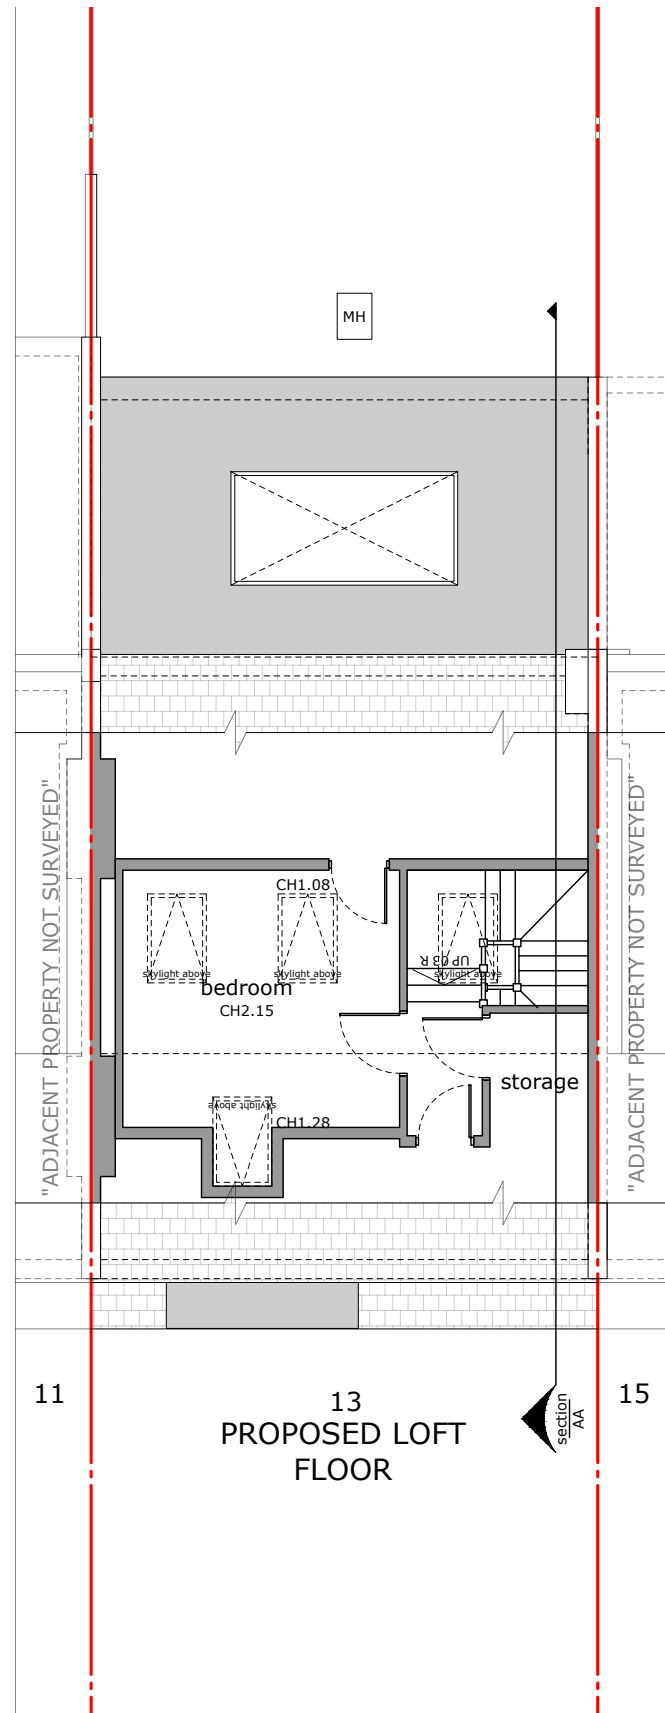 MH
"ADJACENT PROPERTY NOT SURVEYED"
"ADJACENT PROPERTY NOT SURVEYED"
CH1.08
UP 03 R
skylight above
skylight above
skylight above
bedroom
CH2.15
storage
skylight above
CH1.28
11
13
15
PROPOSED LOFT
FLOOR
section
AA